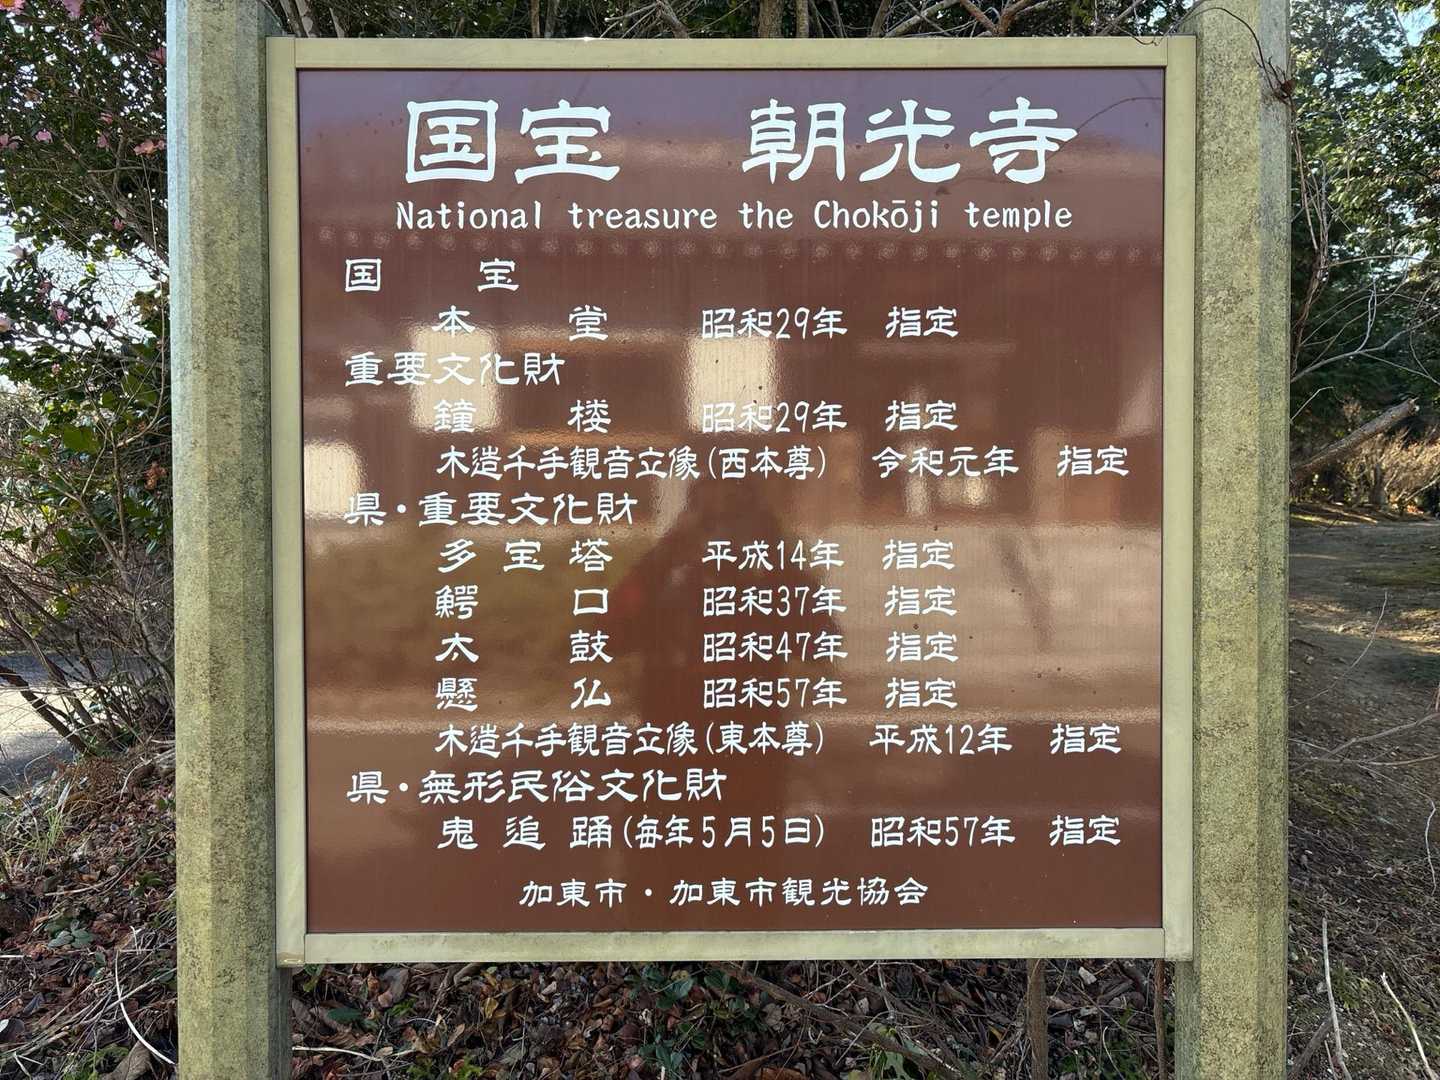 国宝　朝光寺
National treasure the Chokōji temple
国　宝
本　堂　昭和29年　指定
重要文化財
鐘　楼　昭和29年　指定
木造千手観音立像(西本尊)　令和元年　指定
県・重要文化財
多宝塔　平成14年　指定
鰐　口　昭和37年　指定
太　鼓　昭和47年　指定
懸　仏　昭和57年　指定
木造千手観音立像(東本尊)　平成12年　指定
県・無形民俗文化財
鬼追踊(毎年5月5日)　昭和57年　指定
加東市・加東市観光協会